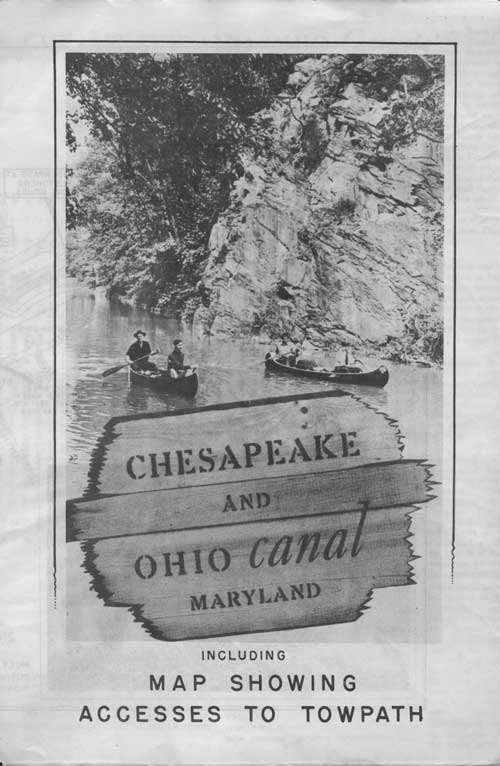 CHESAPEAKE
AND
OHIO canal
MARYLAND
INCLUDING
MAP SHOWING
ACCESSES TO TOWPATH